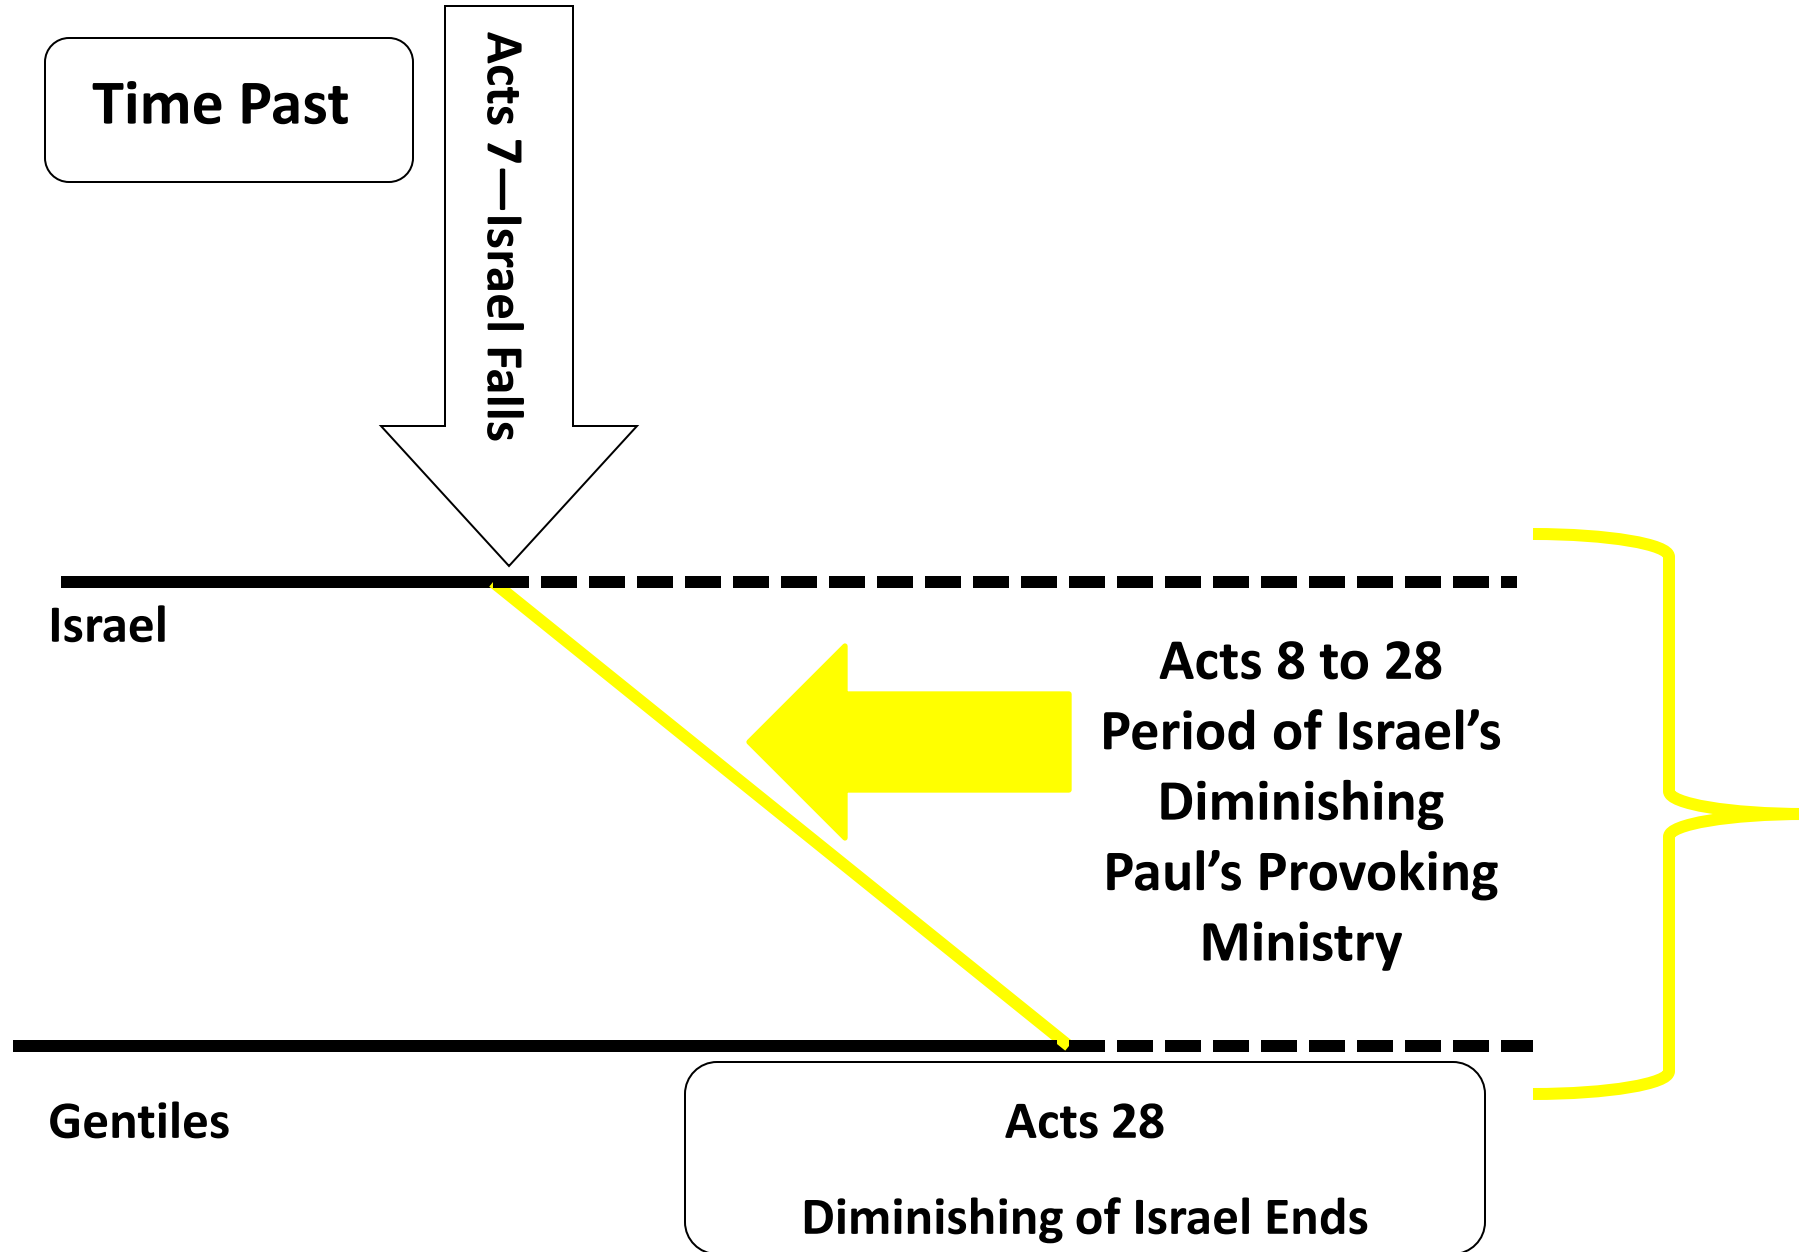 Time Past
Acts 7—Israel Falls
Israel
Acts 8 to 28
Period of Israel’s
Diminishing
Paul’s Provoking
Ministry
Gentiles
Acts 28
Diminishing of Israel Ends